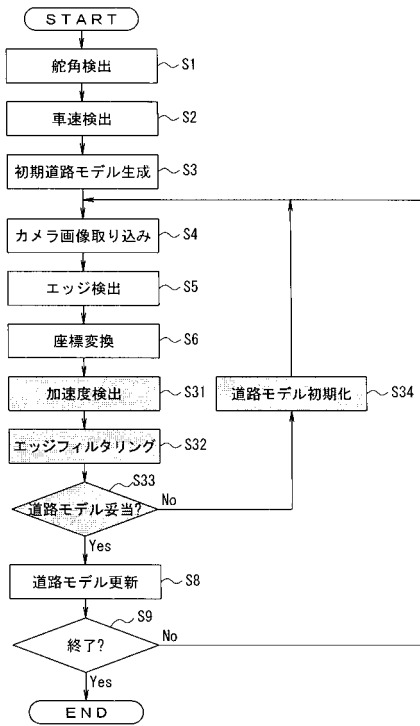 START
舵角検出 S1
車速検出 S2
初期道路モデル生成 S3
カメラ画像取り込み S4
エッジ検出 S5
座標変換 S6
加速度検出 S31
道路モデル初期化 S34
エッジフィルタリング S32
S33
道路モデル妥当? No
Yes
道路モデル更新 S8
S9
終了? No
Yes
END